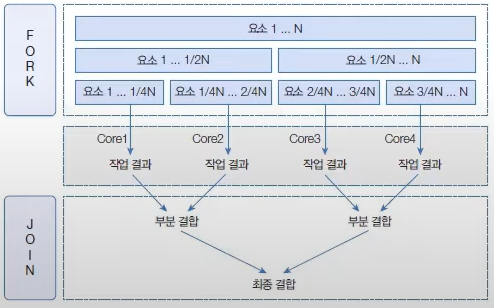 FORK
요소 1 ... N
요소 1 ... 1/2N
요소 1/2N ... N
요소 1 ... 1/4N
요소 1/4N ... 2/4N
요소 2/4N ... 3/4N
요소 3/4N ... N
Core1
Core2
Core3
Core4
작업 결과
작업 결과
작업 결과
작업 결과
JOIN
부분 결합
부분 결합
최종 결합